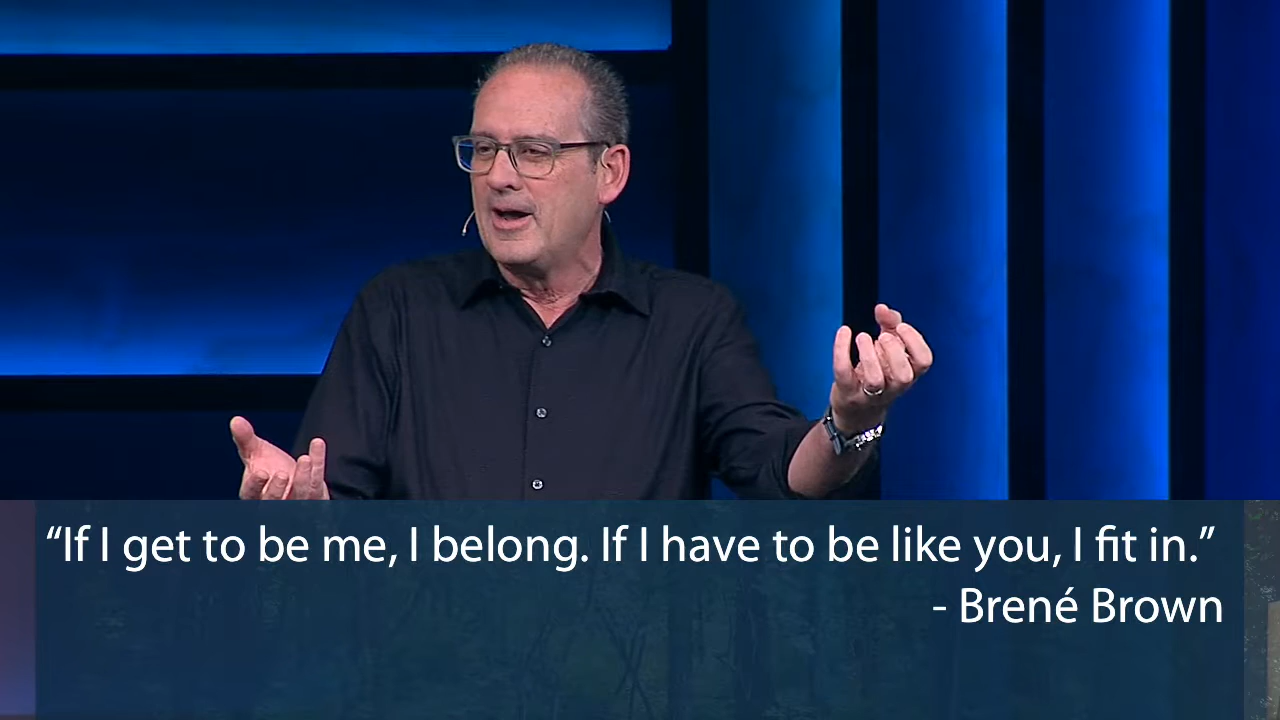 “If I get to be me, I belong. If I have to be like you, I fit in.”
- Brené Brown